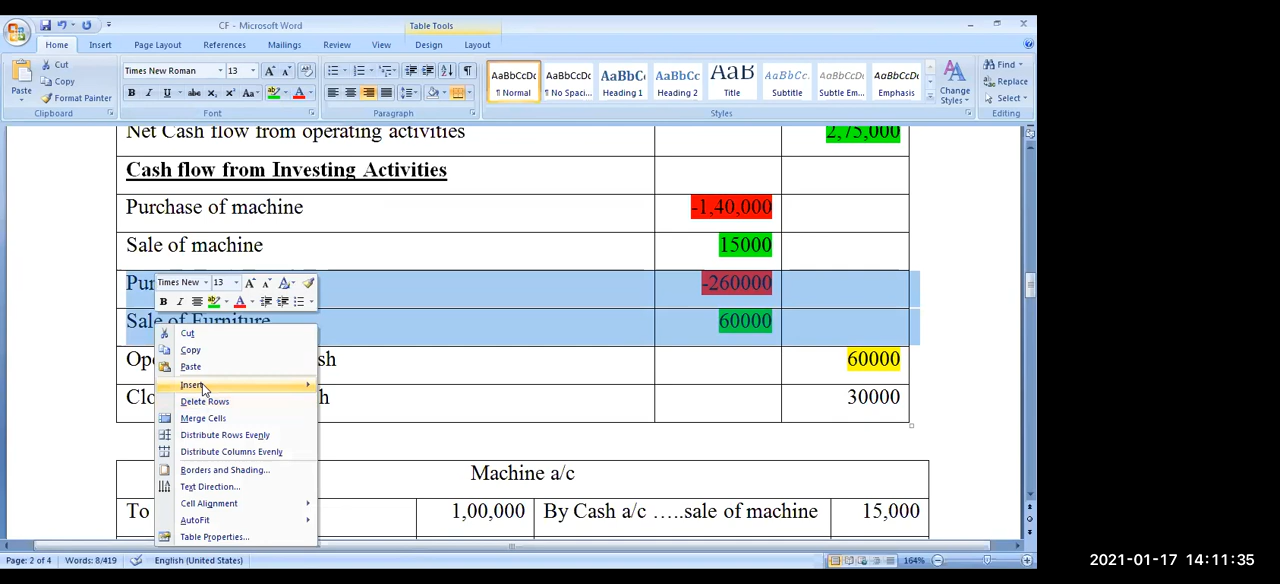 CF - Microsoft Word
Table Tools
Home Insert Page Layout References Mailings Review View Design Layout
Paste
Cut
Copy
Format Painter
Clipboard
Times New Roman 13
B I U abc x₂ x² Aa
Font
Paragraph
AaBbCcDc AaBbCcDc AaBbC AaBbCc AaB AaBbCc. AaBbCcDc AaBbCcDc
¶ Normal ¶ No Spaci... Heading 1 Heading 2 Title Subtitle Subtle Em... Emphasis
Styles
Change Styles
Find
Replace
Select
Editing
Net Cash flow from operating activities 2,75,000
Cash flow from Investing Activities
Purchase of machine -1,40,000
Sale of machine 15000
Pur -260000
Times New 13
B I A
Sale of Furniture 60000
Cut
Copy
Paste
Insert
Delete Rows
Merge Cells
Distribute Rows Evenly
Distribute Columns Evenly
Borders and Shading...
Text Direction...
Cell Alignment
AutoFit
Table Properties...
Ope sh 60000
Clo h 30000
Machine a/c
To 1,00,000 By Cash a/c …..sale of machine 15,000
Page: 2 of 4 Words: 8/419 English (United States) 164%
2021-01-17 14:11:35